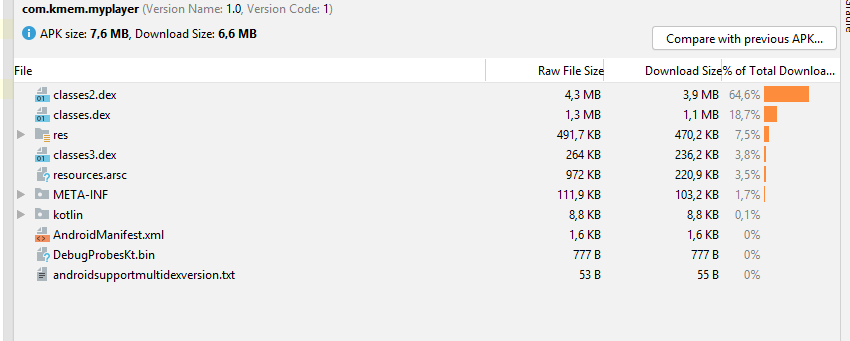 com.kmem.myplayer (Version Name: 1.0, Version Code: 1)
APK size: 7,6 MB, Download Size: 6,6 MB
Compare with previous APK...
File Raw File Size Download Size % of Total Downloa...
classes2.dex 4,3 MB 3,9 MB 64,6%
classes.dex 1,3 MB 1,1 MB 18,7%
res 491,7 KB 470,2 KB 7,5%
classes3.dex 264 KB 236,2 KB 3,8%
resources.arsc 972 KB 220,9 KB 3,5%
META-INF 111,9 KB 103,2 KB 1,7%
kotlin 8,8 KB 8,8 KB 0,1%
AndroidManifest.xml 1,6 KB 1,6 KB 0%
DebugProbesKt.bin 777 B 777 B 0%
androidsupportmultidexversion.txt 53 B 55 B 0%